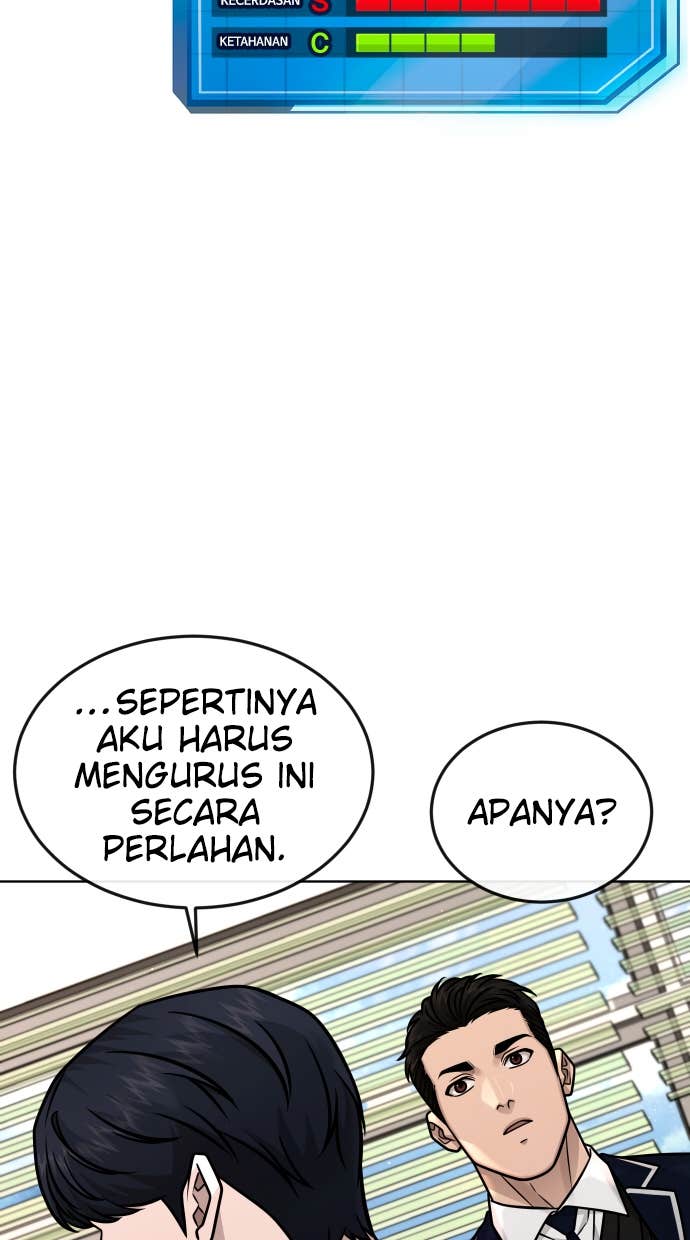 KECERDASAN S
KETAHANAN C
...SEPERTINYA
AKU HARUS
MENGURUS INI
SECARA
PERLAHAN.
APANYA?